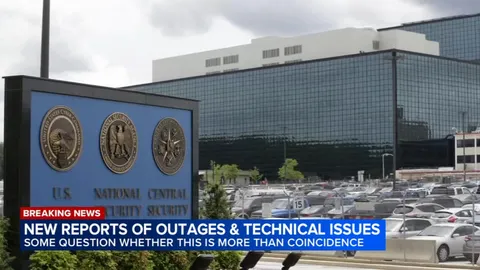 U.S. NATIONAL CENTRAL
SECURITY SECURITY
15
BREAKING NEWS
NEW REPORTS OF OUTAGES & TECHNICAL ISSUES
SOME QUESTION WHETHER THIS IS MORE THAN COINCIDENCE